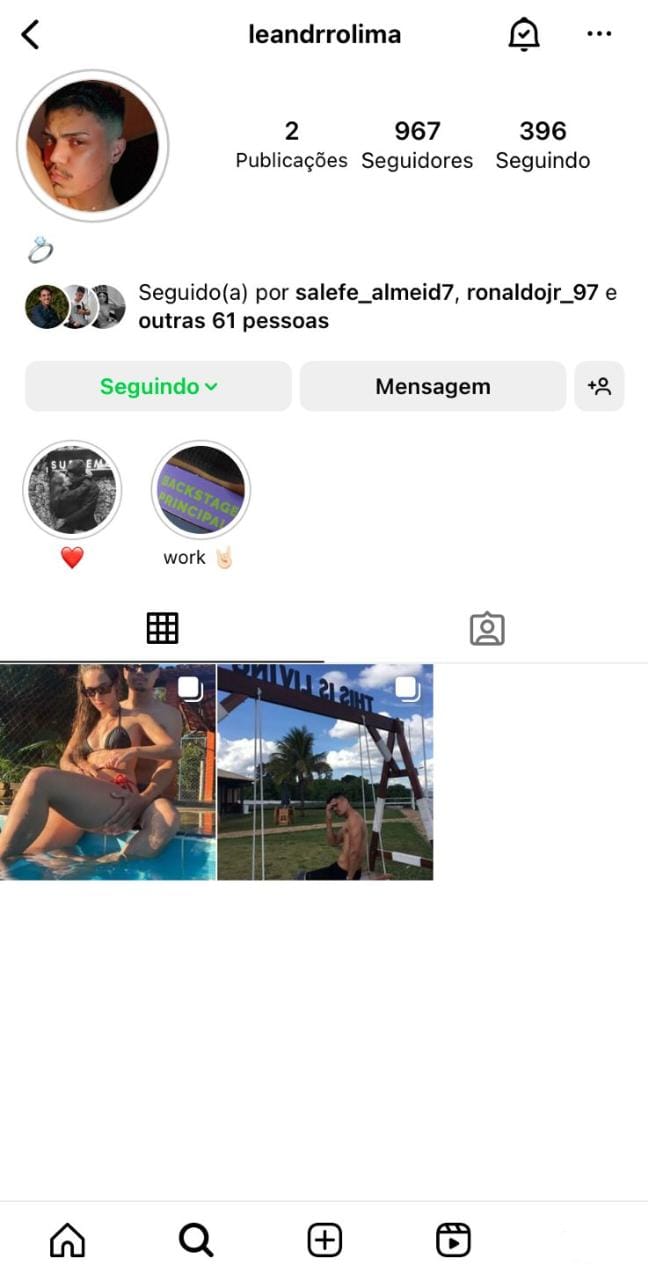 leandrrolima
2 967 396
Publicações Seguidores Seguindo
💍
Seguido(a) por salefe_almeid7, ronaldojr_97 e
outras 61 pessoas
Seguindo Mensagem
SUPREM
BACKSTAGE
PRINCIPAL
❤️ work 🤘🏻
THIS IS LIVING